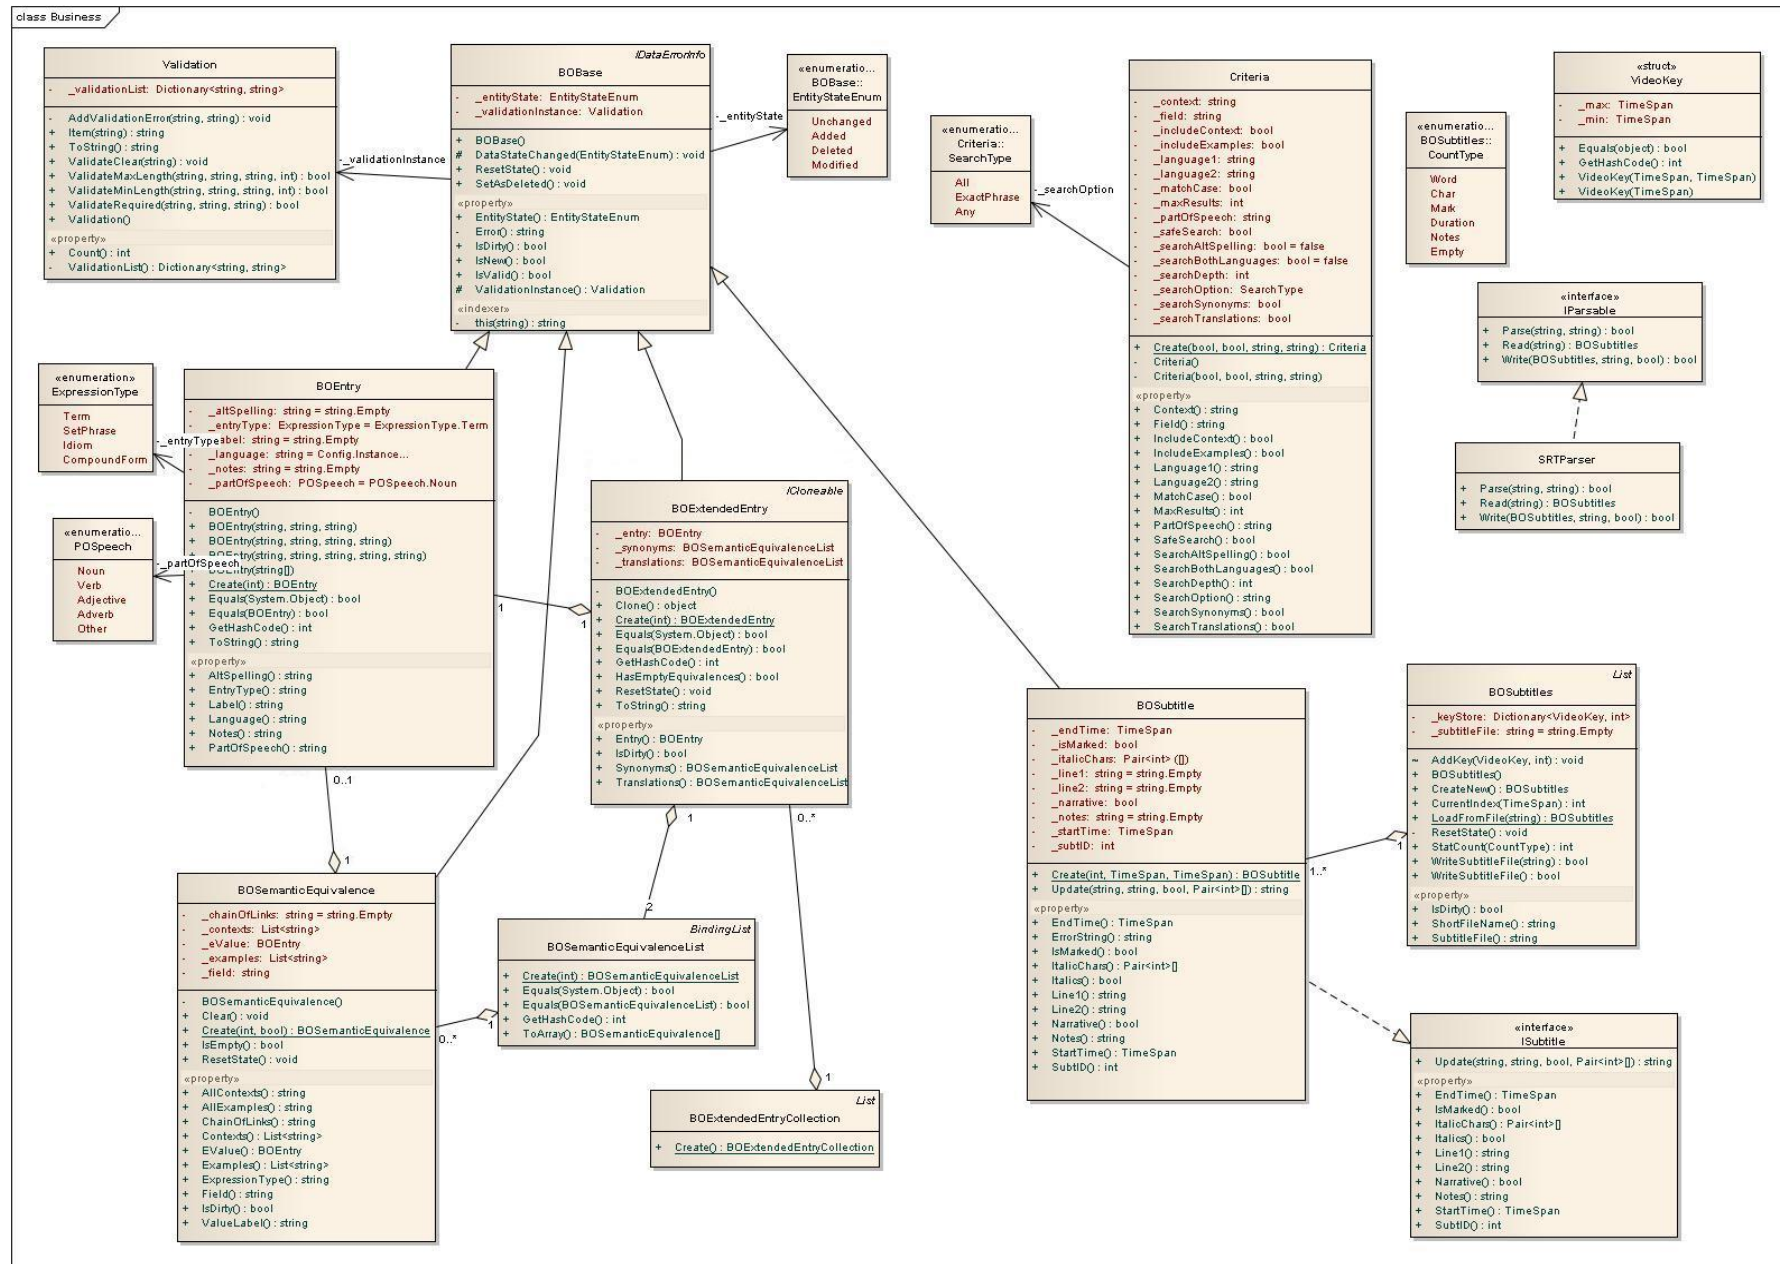 class Business
Validation
- _validationList: Dictionary<string, string>
- AddValidationError(string, string) : void
+ Item(string) : string
+ ToString() : string
+ ValidateClear(string) : void
+ ValidateMaxLength(string, string, string, int) : bool
+ ValidateMinLength(string, string, string, int) : bool
+ ValidateRequired(string, string, string) : bool
+ Validation()
«property»
+ Count() : int
- ValidationList() : Dictionary<string, string>
-_validationInstance
IDataErrorInfo
BOBase
- _entityState: EntityStateEnum
- _validationInstance: Validation
+ BOBase()
# DataStateChanged(EntityStateEnum) : void
+ ResetState() : void
+ SetAsDeleted() : void
«property»
+ EntityState() : EntityStateEnum
- Error() : string
+ IsDirty() : bool
+ IsNew() : bool
+ IsValid() : bool
# ValidationInstance() : Validation
«indexer»
- this(string) : string
-_entityState
«enumeratio...
BOBase::
EntityStateEnum
Unchanged
Added
Deleted
Modified
«enumeratio...
Criteria::
SearchType
All
ExactPhrase
Any
-_searchOption
Criteria
- _context: string
- _field: string
- _includeContext: bool
- _includeExamples: bool
- _language1: string
- _language2: string
- _matchCase: bool
- _maxResults: int
- _partOfSpeech: string
- _safeSearch: bool
- _searchAltSpelling: bool = false
- _searchBothLanguages: bool = false
- _searchDepth: int
- _searchOption: SearchType
- _searchSynonyms: bool
- _searchTranslations: bool
+ Create(bool, bool, string, string) : Criteria
- Criteria()
- Criteria(bool, bool, string, string)
«property»
+ Context() : string
+ Field() : string
+ IncludeContext() : bool
+ IncludeExamples() : bool
+ Language1() : string
+ Language2() : string
+ MatchCase() : bool
+ MaxResults() : int
+ PartOfSpeech() : string
+ SafeSearch() : bool
+ SearchAltSpelling() : bool
+ SearchBothLanguages() : bool
+ SearchDepth() : int
+ SearchOption() : string
+ SearchSynonyms() : bool
+ SearchTranslations() : bool
«enumeratio...
BOSubtitles::
CountType
Word
Char
Mark
Duration
Notes
Empty
«struct»
VideoKey
- _max: TimeSpan
- _min: TimeSpan
+ Equals(object) : bool
+ GetHashCode() : int
+ VideoKey(TimeSpan, TimeSpan)
+ VideoKey(TimeSpan)
«interface»
IParsable
+ Parse(string, string) : bool
+ Read(string) : BOSubtitles
+ Write(BOSubtitles, string, bool) : bool
SRTParser
+ Parse(string, string) : bool
+ Read(string) : BOSubtitles
+ Write(BOSubtitles, string, bool) : bool
«enumeration»
ExpressionType
Term
SetPhrase
Idiom
CompoundForm
-_entryType
«enumeratio...
POSpeech
Noun
Verb
Adjective
Adverb
Other
-_partOfSpeech
BOEntry
- _altSpelling: string = string.Empty
- _entryType: ExpressionType = ExpressionType.Term
label: string = string.Empty
- _language: string = Config.Instance...
- _notes: string = string.Empty
- _partOfSpeech: POSpeech = POSpeech.Noun
- BOEntry()
+ BOEntry(string, string, string)
+ BOEntry(string, string, string, string)
+ BOEntry(string, string, string, string, string)
BOEntry(string[])
+ Create(int) : BOEntry
+ Equals(System.Object) : bool
+ Equals(BOEntry) : bool
+ GetHashCode() : int
+ ToString() : string
«property»
+ AltSpelling() : string
+ EntryType() : string
+ Label() : string
+ Language() : string
+ Notes() : string
+ PartOfSpeech() : string
1
1
0..1
1
ICloneable
BOExtendedEntry
- _entry: BOEntry
- _synonyms: BOSemanticEquivalenceList
- _translations: BOSemanticEquivalenceList
- BOExtendedEntry()
+ Clone() : object
+ Create(int) : BOExtendedEntry
+ Equals(System.Object) : bool
+ Equals(BOExtendedEntry) : bool
+ GetHashCode() : int
+ HasEmptyEquivalences() : bool
+ ResetState() : void
+ ToString() : string
«property»
+ Entry() : BOEntry
+ IsDirty() : bool
+ Synonyms() : BOSemanticEquivalenceList
+ Translations() : BOSemanticEquivalenceList
1
0..*
2
BOSemanticEquivalence
- _chainOfLinks: string = string.Empty
- _contexts: List<string>
- _eValue: BOEntry
- _examples: List<string>
- _field: string
- BOSemanticEquivalence()
+ Clear() : void
+ Create(int, bool) : BOSemanticEquivalence
+ IsEmpty() : bool
+ ResetState() : void
«property»
+ AllContexts() : string
+ AllExamples() : string
+ ChainOfLinks() : string
+ Contexts() : List<string>
+ EValue() : BOEntry
+ Examples() : List<string>
+ ExpressionType() : string
+ Field() : string
+ IsDirty() : bool
+ ValueLabel() : string
0..*
1
BindingList
BOSemanticEquivalenceList
+ Create(int) : BOSemanticEquivalenceList
+ Equals(System.Object) : bool
+ Equals(BOSemanticEquivalenceList) : bool
+ GetHashCode() : int
+ ToArray() : BOSemanticEquivalence[]
1
List
BOExtendedEntryCollection
+ Create() : BOExtendedEntryCollection
BOSubtitle
- _endTime: TimeSpan
- _isMarked: bool
- _italicChars: Pair<int> ([])
- _line1: string = string.Empty
- _line2: string = string.Empty
- _narrative: bool
- _notes: string = string.Empty
- _startTime: TimeSpan
- _subtID: int
+ Create(int, TimeSpan, TimeSpan) : BOSubtitle
+ Update(string, string, bool, Pair<int>[]) : string
«property»
+ EndTime() : TimeSpan
+ ErrorString() : string
+ IsMarked() : bool
+ ItalicChars() : Pair<int>[]
+ Italics() : bool
+ Line1() : string
+ Line2() : string
+ Narrative() : bool
+ Notes() : string
+ StartTime() : TimeSpan
+ SubtID() : int
1..*
1
List
BOSubtitles
- _keyStore: Dictionary<VideoKey, int>
- _subtitleFile: string = string.Empty
~ AddKey(VideoKey, int) : void
- BOSubtitles()
+ CreateNew() : BOSubtitles
+ CurrentIndex(TimeSpan) : int
+ LoadFromFile(string) : BOSubtitles
- ResetState() : void
+ StatCount(CountType) : int
+ WriteSubtitleFile(string) : bool
+ WriteSubtitleFile() : bool
«property»
+ IsDirty() : bool
+ ShortFileName() : string
+ SubtitleFile() : string
«interface»
ISubtitle
+ Update(string, string, bool, Pair<int>[]) : string
«property»
+ EndTime() : TimeSpan
+ IsMarked() : bool
+ ItalicChars() : Pair<int>[]
+ Italics() : bool
+ Line1() : string
+ Line2() : string
+ Narrative() : bool
+ Notes() : string
+ StartTime() : TimeSpan
+ SubtID() : int